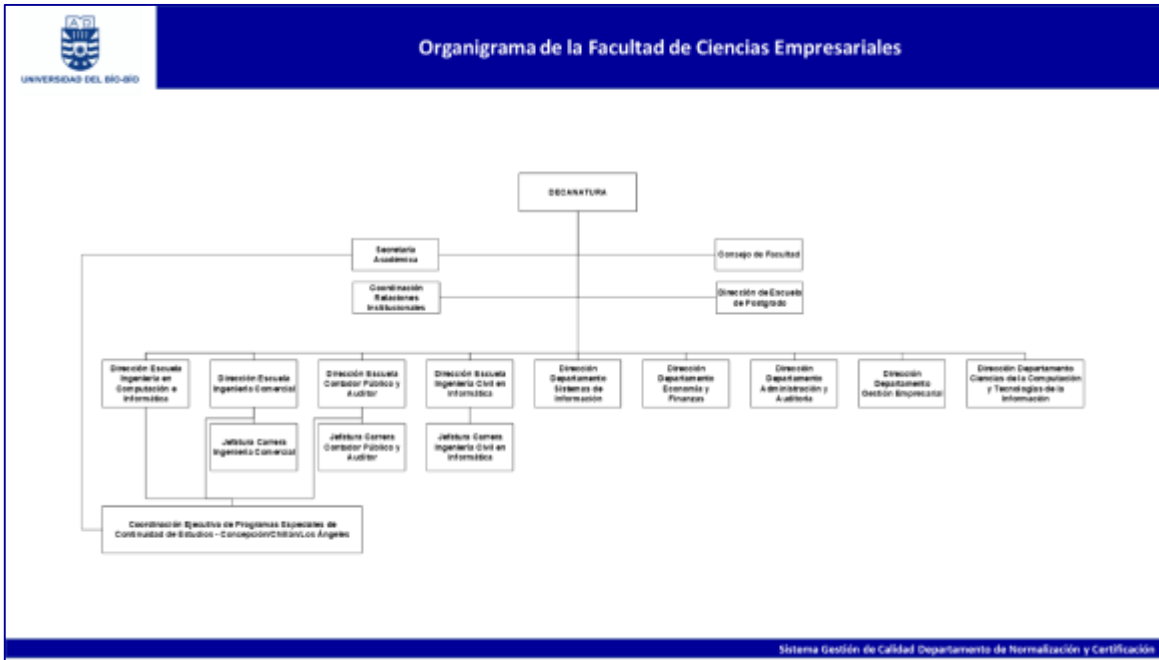 UNIVERSIDAD DEL BÍO-BÍO
Organigrama de la Facultad de Ciencias Empresariales
DECANATURA
Secretaría
Académica
Consejo de Facultad
Coordinación
Relaciones
Institucionales
Dirección de Escuela
de Postgrado
Dirección Escuela
Ingeniería en
Computación e
Informática
Dirección Escuela
Ingeniería Comercial
Dirección Escuela
Contador Público y
Auditor
Dirección Escuela
Ingeniería Civil en
Informática
Dirección
Departamento
Sistemas de
Información
Dirección
Departamento
Economía y
Finanzas
Dirección
Departamento
Administración y
Auditoría
Dirección
Departamento
Gestión Empresarial
Dirección Departamento
Ciencias de la Computación
y Tecnologías de la
Información
Jefatura Carrera
Ingeniería Comercial
Jefatura Carrera
Contador Público y
Auditor
Jefatura Carrera
Ingeniería Civil en
Informática
Coordinación Ejecutiva de Programas Especiales de
Continuidad de Estudios - Concepción/Chillán/Los Ángeles
Sistema Gestión de Calidad Departamento de Normalización y Certificación